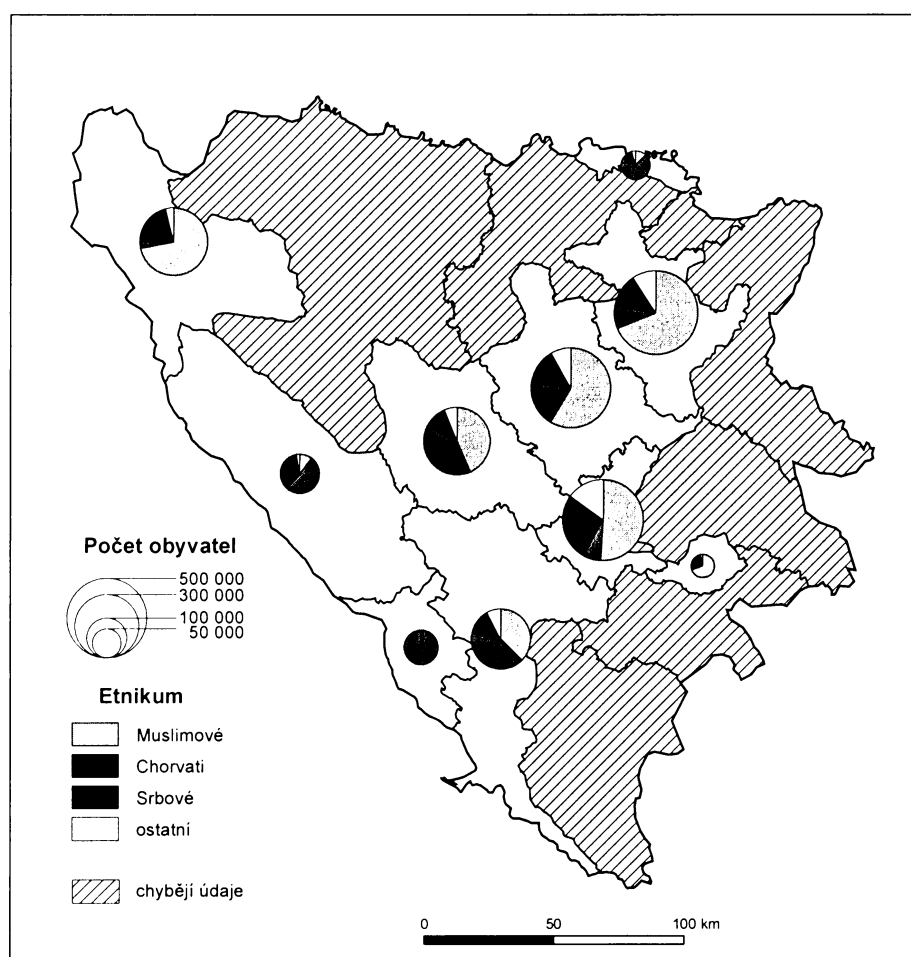 Počet obyvatel
500 000
300 000
100 000
50 000
Etnikum
Muslimové
Chorvati
Srbové
ostatní
chybějí údaje
0 50 100 km